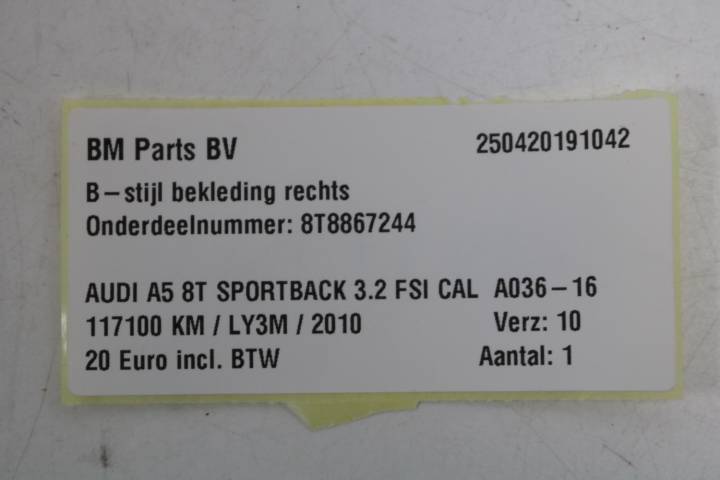 BM Parts BV 250420191042
B-stijl bekleding rechts
Onderdeelnummer: 8T8867244
AUDI A5 8T SPORTBACK 3.2 FSI CAL A036-16
117100 KM / LY3M / 2010 Verz: 10
20 Euro incl. BTW Aantal: 1